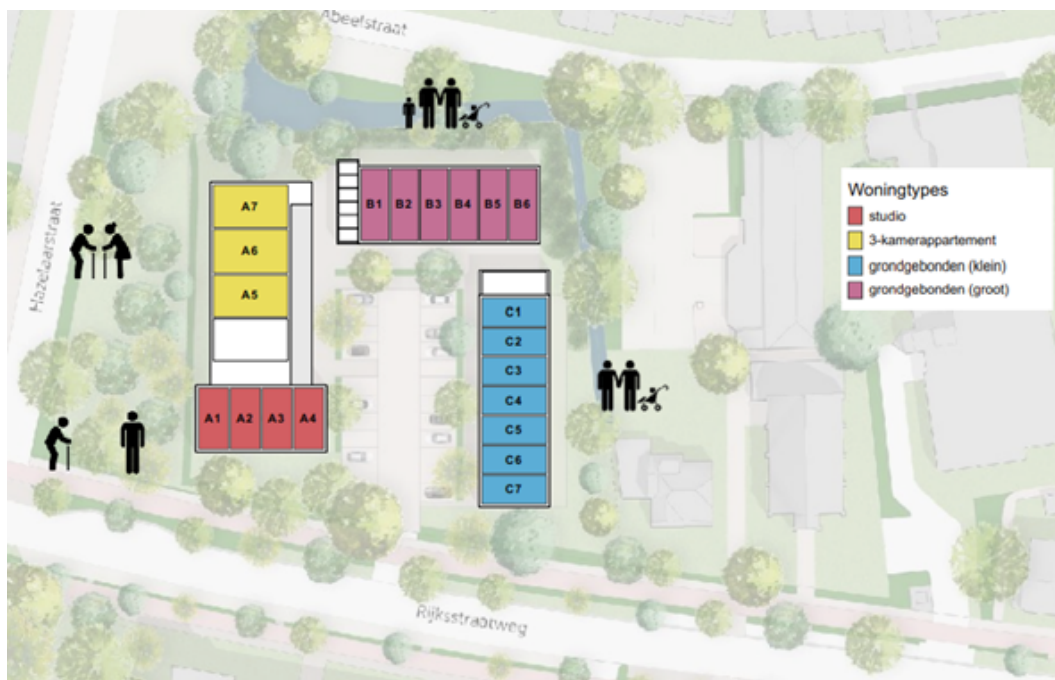 Abeelstraat
Hazelaarstraat
A7
A6
A5
A1 A2 A3 A4
B1 B2 B3 B4 B5 B6
C1
C2
C3
C4
C5
C6
C7
Woningtypes
studio
3-kamerappartement
grondgebonden (klein)
grondgebonden (groot)
Rijksstraatweg